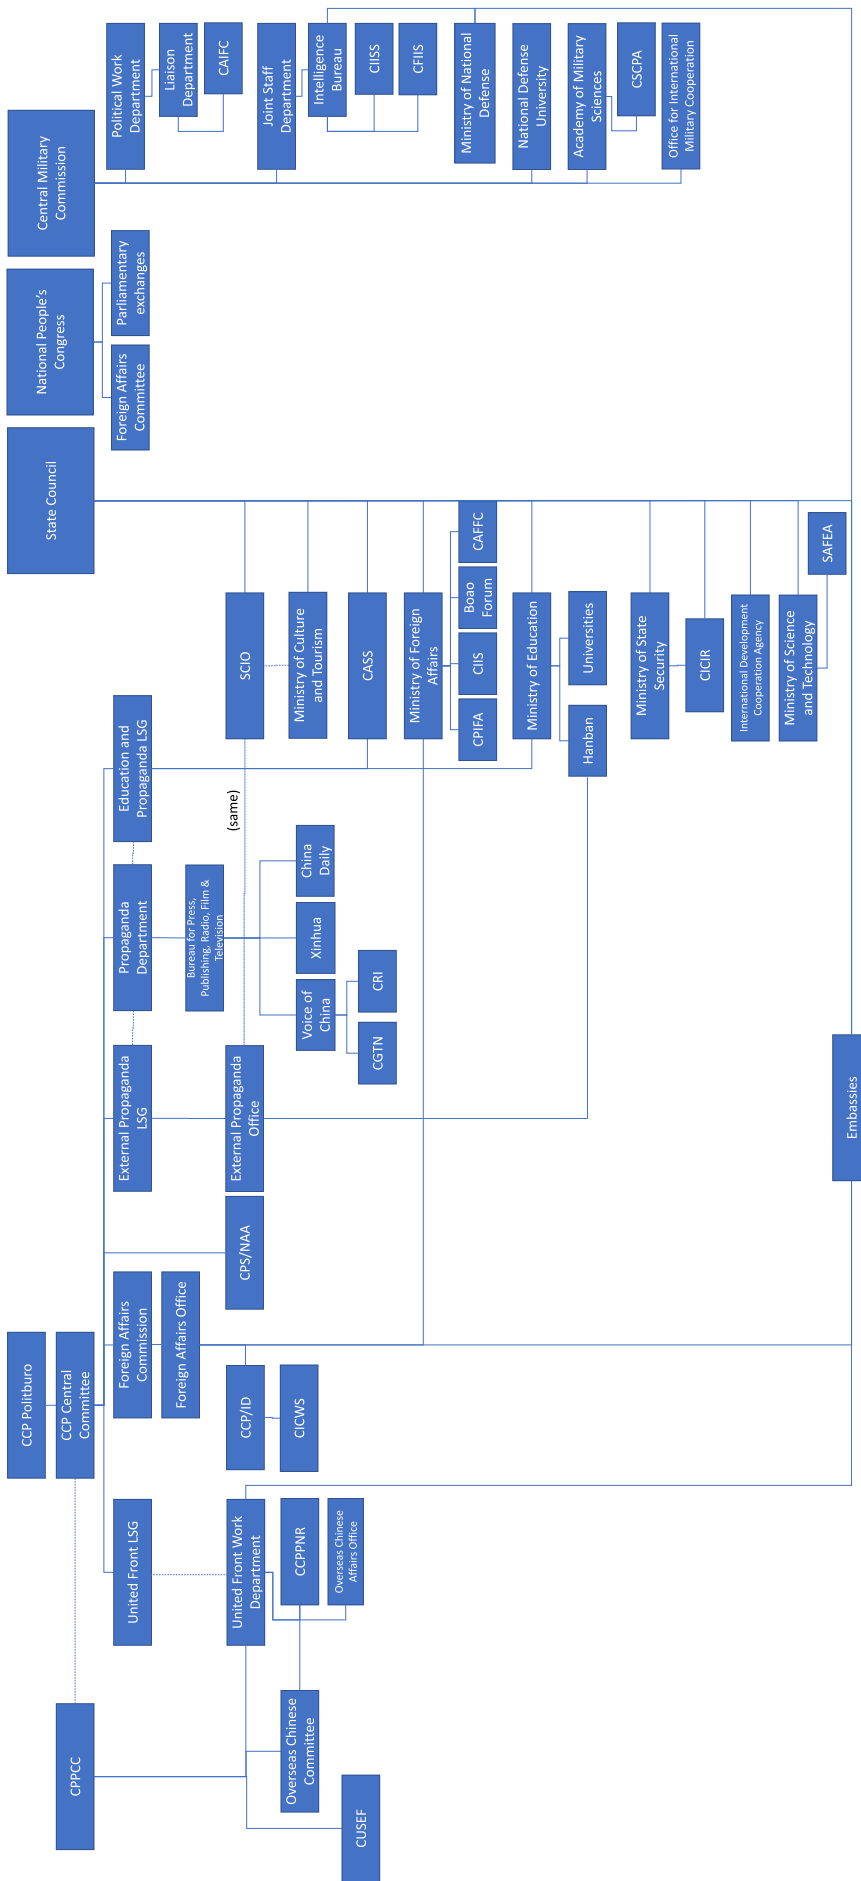 CCP Politburo
CPPCC
CCP Central
Committee
State Council
National People's
Congress
Central Military
Commission
United Front LSG
Foreign Affairs
Commission
Foreign Affairs Office
External Propaganda
LSG
Propaganda
Department
Education and
Propaganda LSG
Foreign Affairs
Committee
Parliamentary
exchanges
Political Work
Department
Liaison
Department
CAIFC
Bureau for Press,
Publishing, Radio, Film &
Television
United Front Work
Department
CCP/ID
CPS/NAA
External Propaganda
Office
(same)
SCIO
Joint Staff
Department
Intelligence
Bureau
CIISS
CFIIS
Overseas Chinese
Committee
CCPPNR
Overseas Chinese
Affairs Office
CICWS
Voice of
China
Xinhua
China
Daily
Ministry of Culture
and Tourism
CUSEF
CGTN
CRI
CASS
Ministry of Foreign
Affairs
CPIFA
CIIS
Boao
Forum
CAFFC
Ministry of National
Defense
Ministry of Education
Hanban
Universities
National Defense
University
Academy of Military
Sciences
CSCPA
Ministry of State
Security
CICIR
Office for International
Military Cooperation
International Development
Cooperation Agency
Ministry of Science
and Technology
SAFEA
Embassies